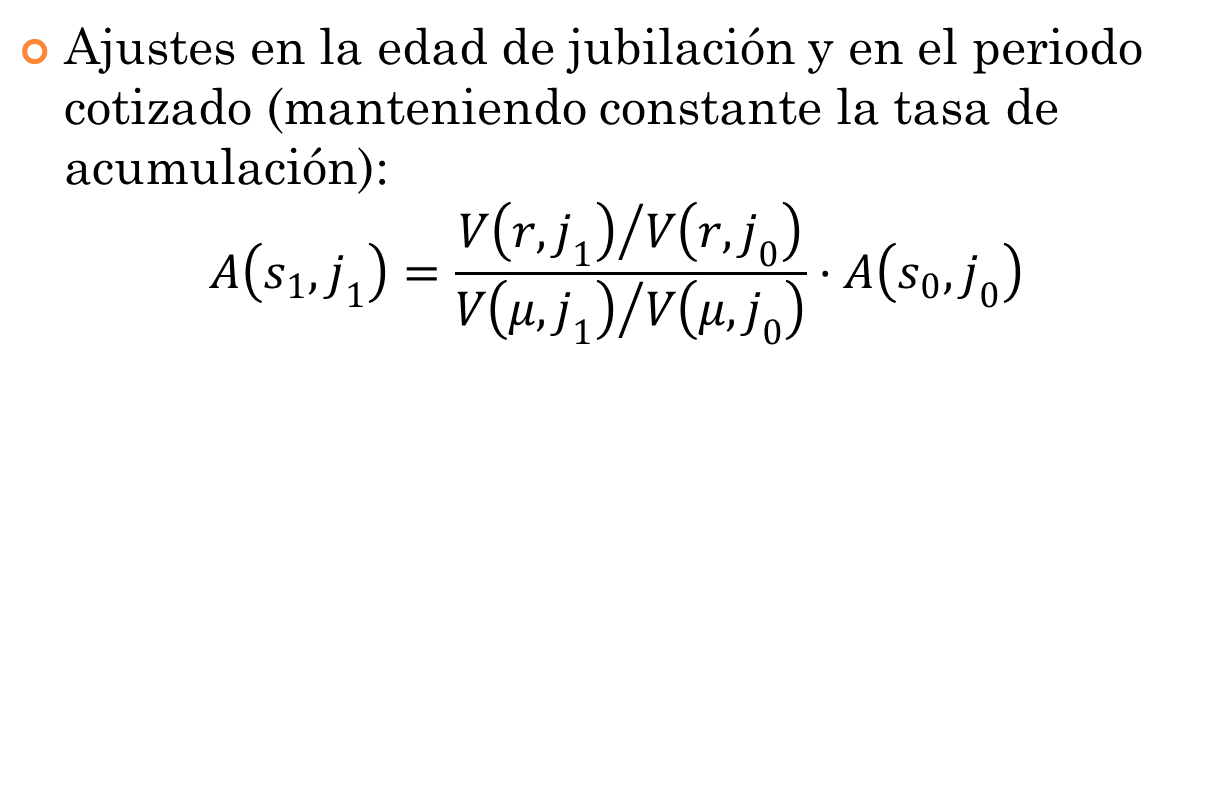 Ajustes en la edad de jubilación y en el periodo
cotizado (manteniendo constante la tasa de
acumulación):
A(s₁, j₁) = \frac{V(r, j₁)/V(r, j₀)}{V(μ, j₁)/V(μ, j₀)} · A(s₀, j₀)